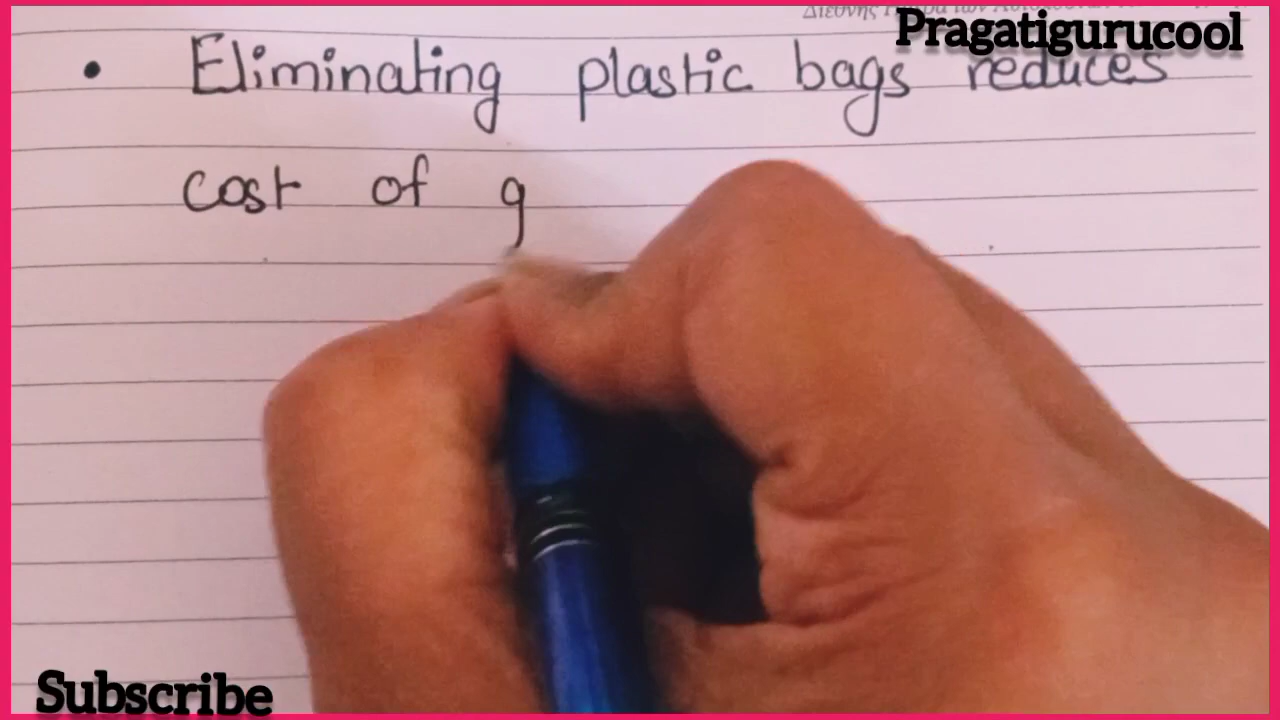 Pragatigurucool
• Eliminating plastic bags reduces
cost of g
Subscribe